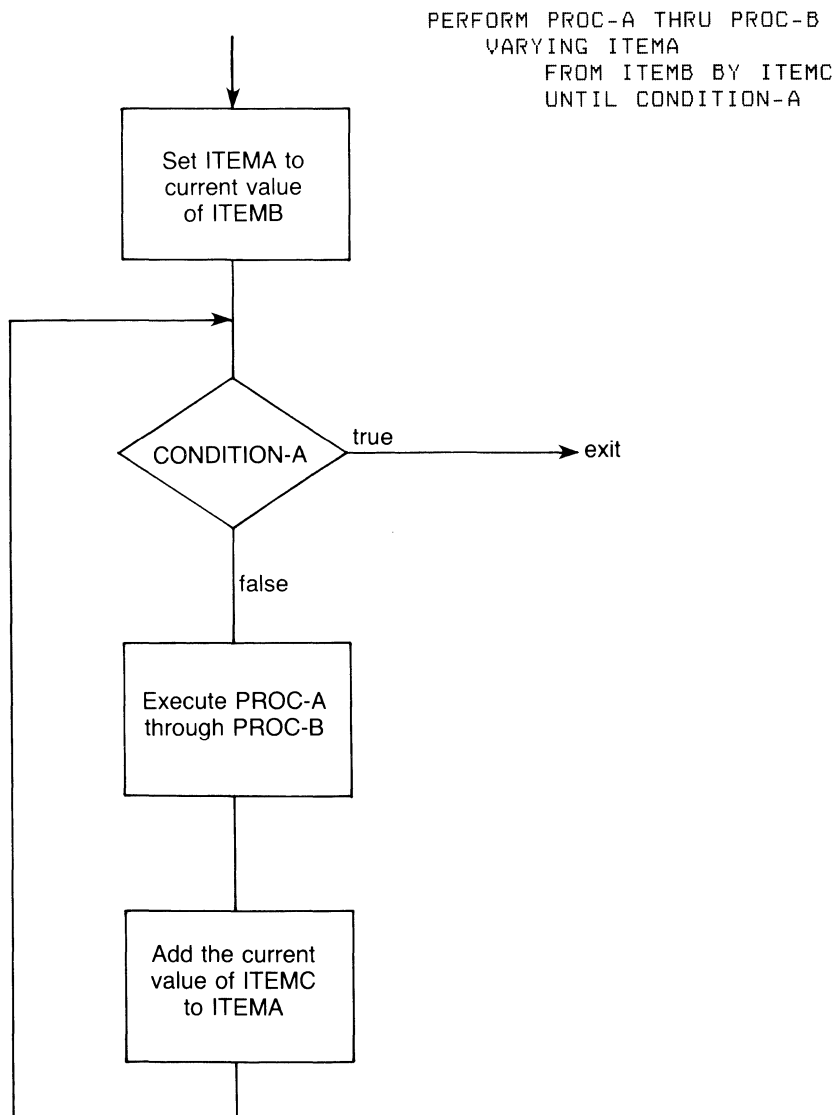 PERFORM PROC-A THRU PROC-B
VARYING ITEMA
FROM ITEMB BY ITEMC
UNTIL CONDITION-A
Set ITEMA to
current value
of ITEMB
CONDITION-A
true
exit
false
Execute PROC-A
through PROC-B
Add the current
value of ITEMC
to ITEMA